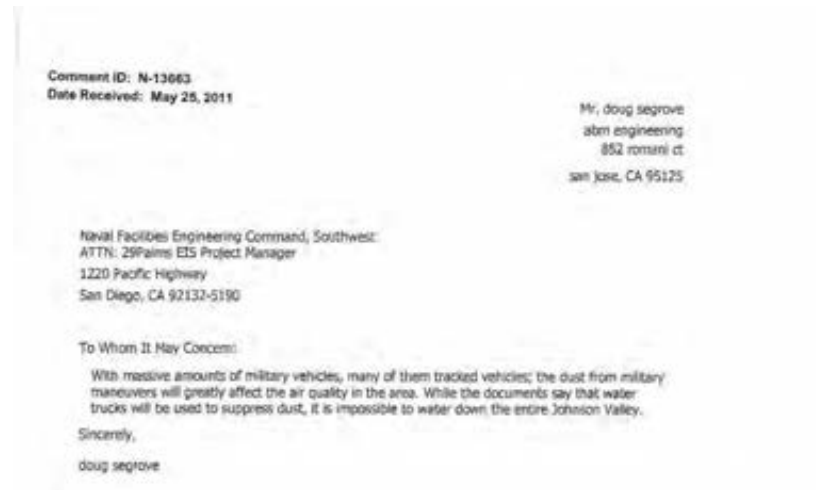 Comment ID: N-13663
Date Received: May 25, 2011
Mr. doug segrove
abm engineering
852 romani ct
san jose, CA 95125
Naval Facilities Engineering Command, Southwest
ATTN: 29Palms EIS Project Manager
1220 Pacific Highway
San Diego, CA 92132-5190
To Whom It May Concern:
With massive amounts of military vehicles, many of them tracked vehicles; the dust from military
maneuvers will greatly affect the air quality in the area. While the documents say that water
trucks will be used to suppress dust, it is impossible to water down the entire Johnson Valley.
Sincerely,
doug segrove